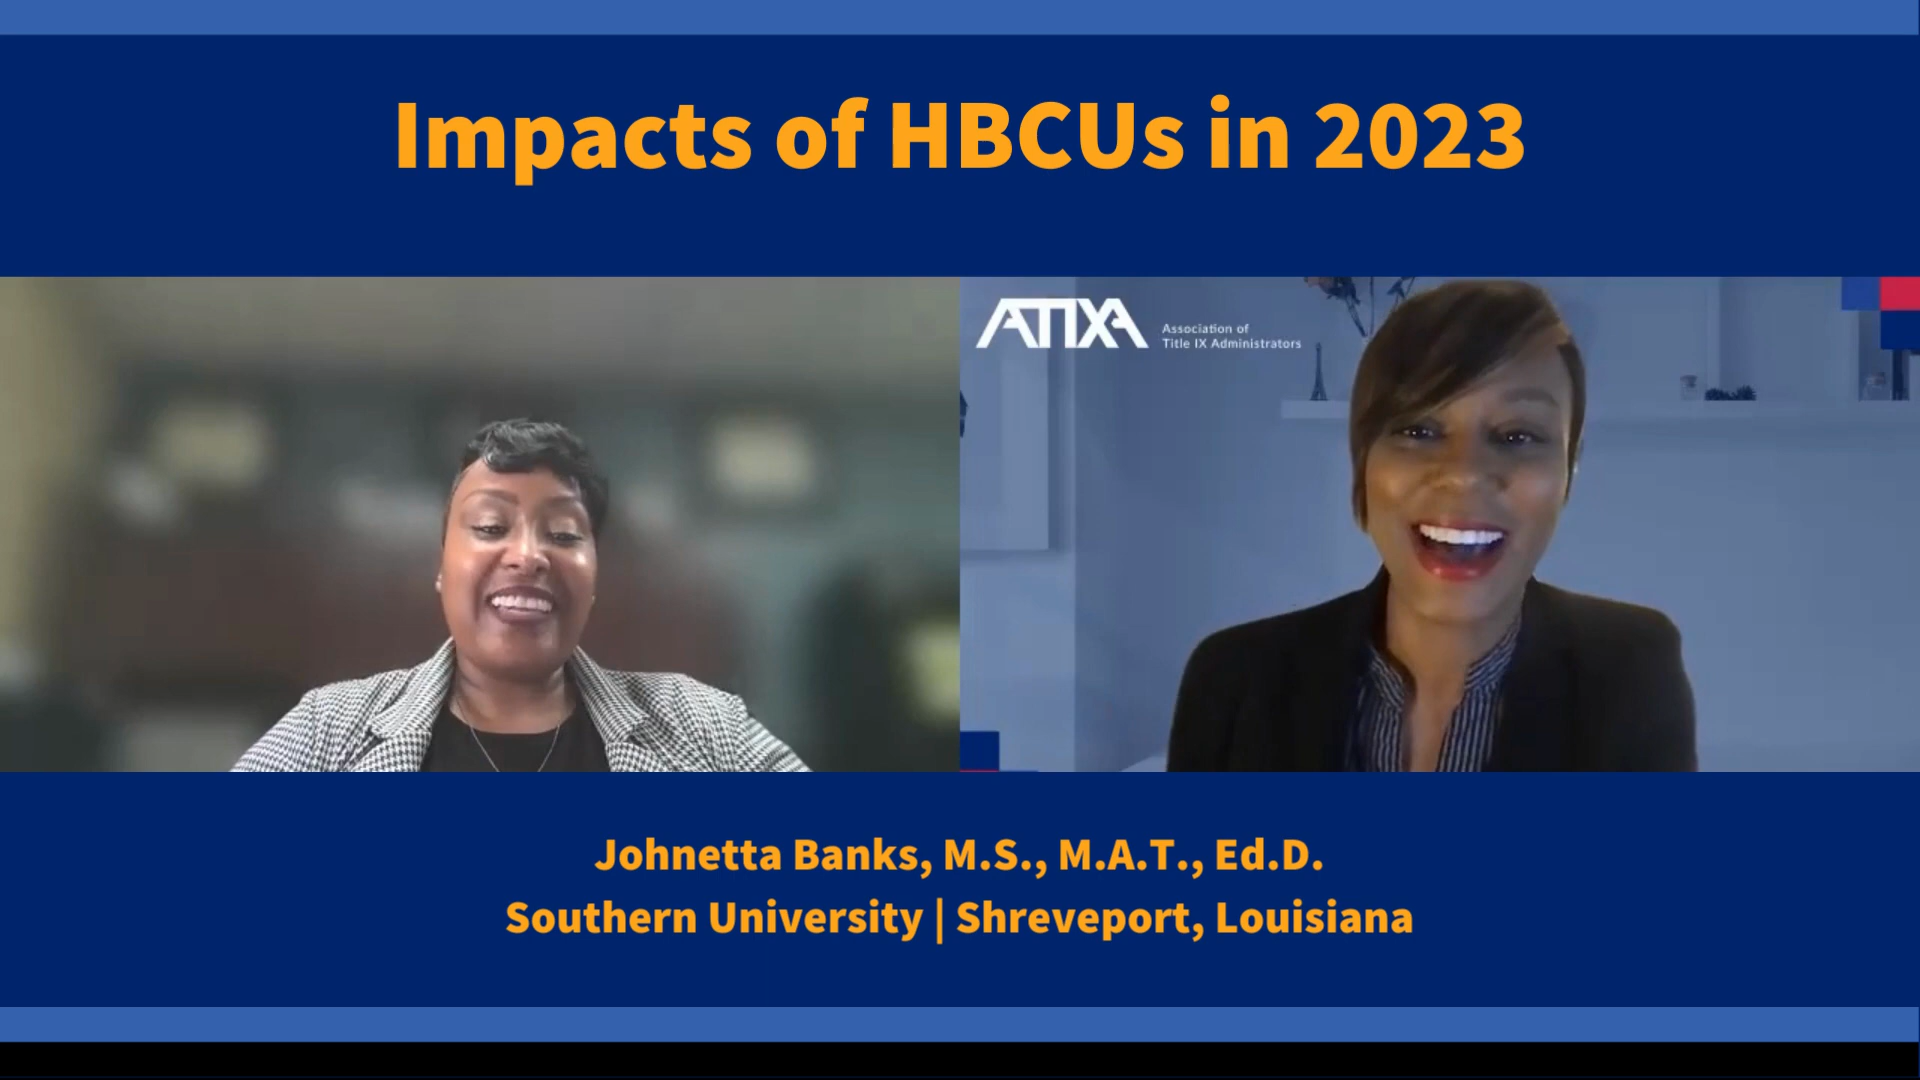 Impacts of HBCUs in 2023
ATIXA
Association of
Title IX Administrators
Johnetta Banks, M.S., M.A.T., Ed.D.
Southern University | Shreveport, Louisiana